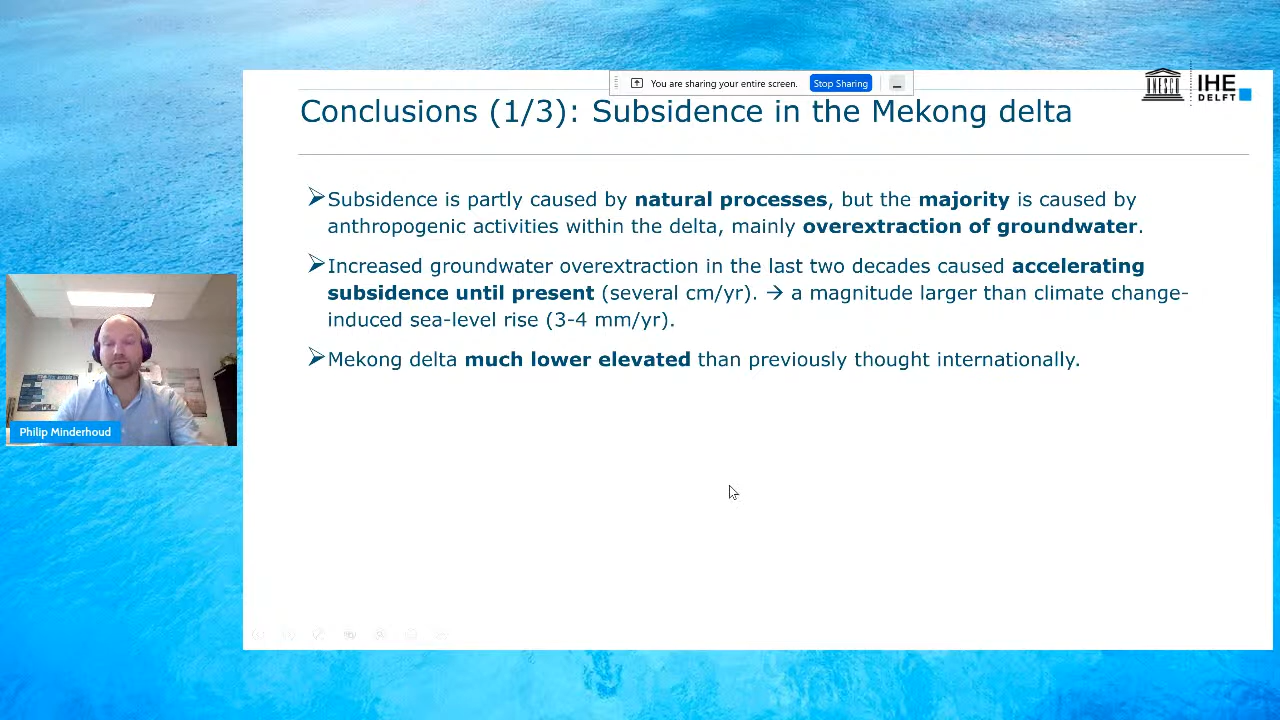 You are sharing your entire screen. Stop Sharing
UNESCO
IHE
DELFT
Conclusions (1/3): Subsidence in the Mekong delta
Subsidence is partly caused by natural processes, but the majority is caused by
anthropogenic activities within the delta, mainly overextraction of groundwater.
Increased groundwater overextraction in the last two decades caused accelerating
subsidence until present (several cm/yr). → a magnitude larger than climate change-
induced sea-level rise (3-4 mm/yr).
Mekong delta much lower elevated than previously thought internationally.
Philip Minderhoud